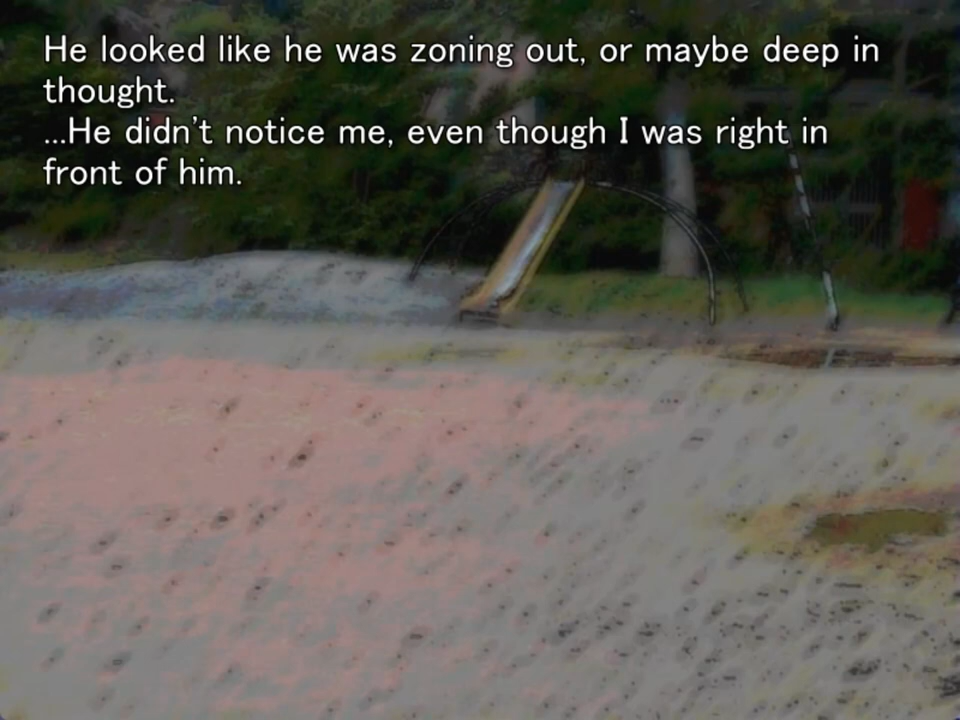 He looked like he was zoning out, or maybe deep in
thought.
...He didn't notice me, even though I was right in
front of him.